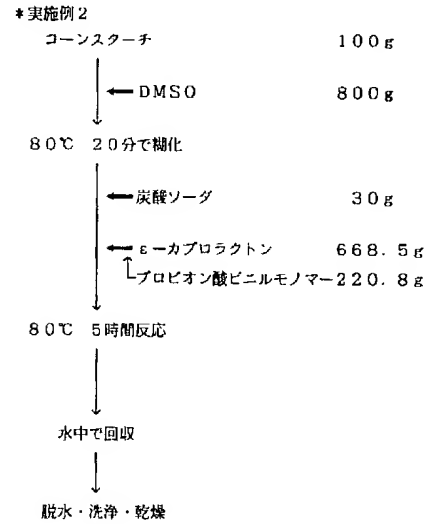 *実施例2
コーンスターチ 100g
DMSO 800g
80℃ 20分で糊化
炭酸ソーダ 30g
ε-カプロラクトン 668.5g
プロピオン酸ビニルモノマー 220.8g
80℃ 5時間反応
水中で回収
脱水・洗浄・乾燥